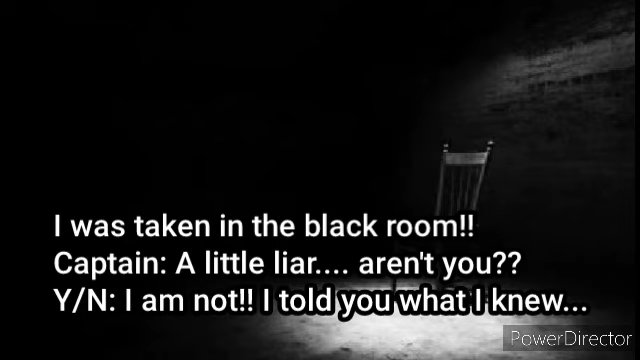 I was taken in the black room!!
Captain: A little liar.... aren't you??
Y/N: I am not!! I told you what I knew...
PowerDirector